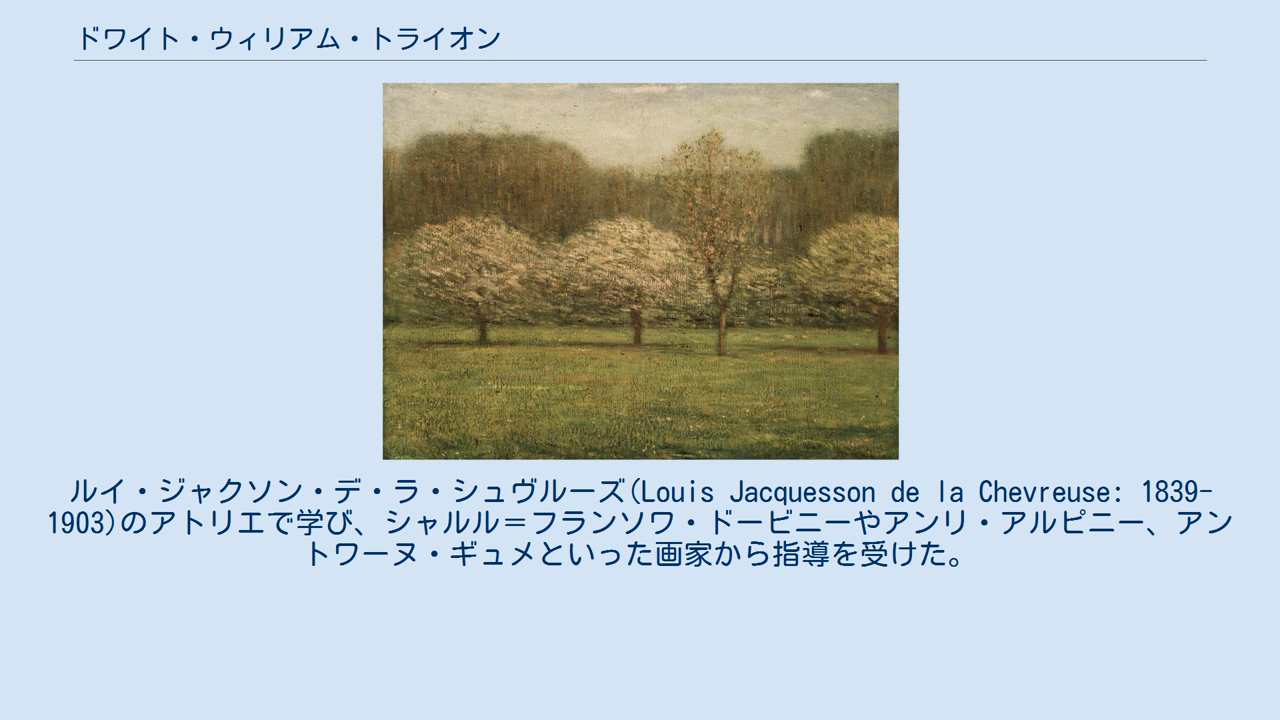 ドワイト・ウィリアム・トライオン
ルイ・ジャクソン・デ・ラ・シュヴルーズ(Louis Jacquesson de la Chevreuse: 1839-
1903)のアトリエで学び、シャルル＝フランソワ・ドービニーやアンリ・アルピニー、アン
トワーヌ・ギュメといった画家から指導を受けた。